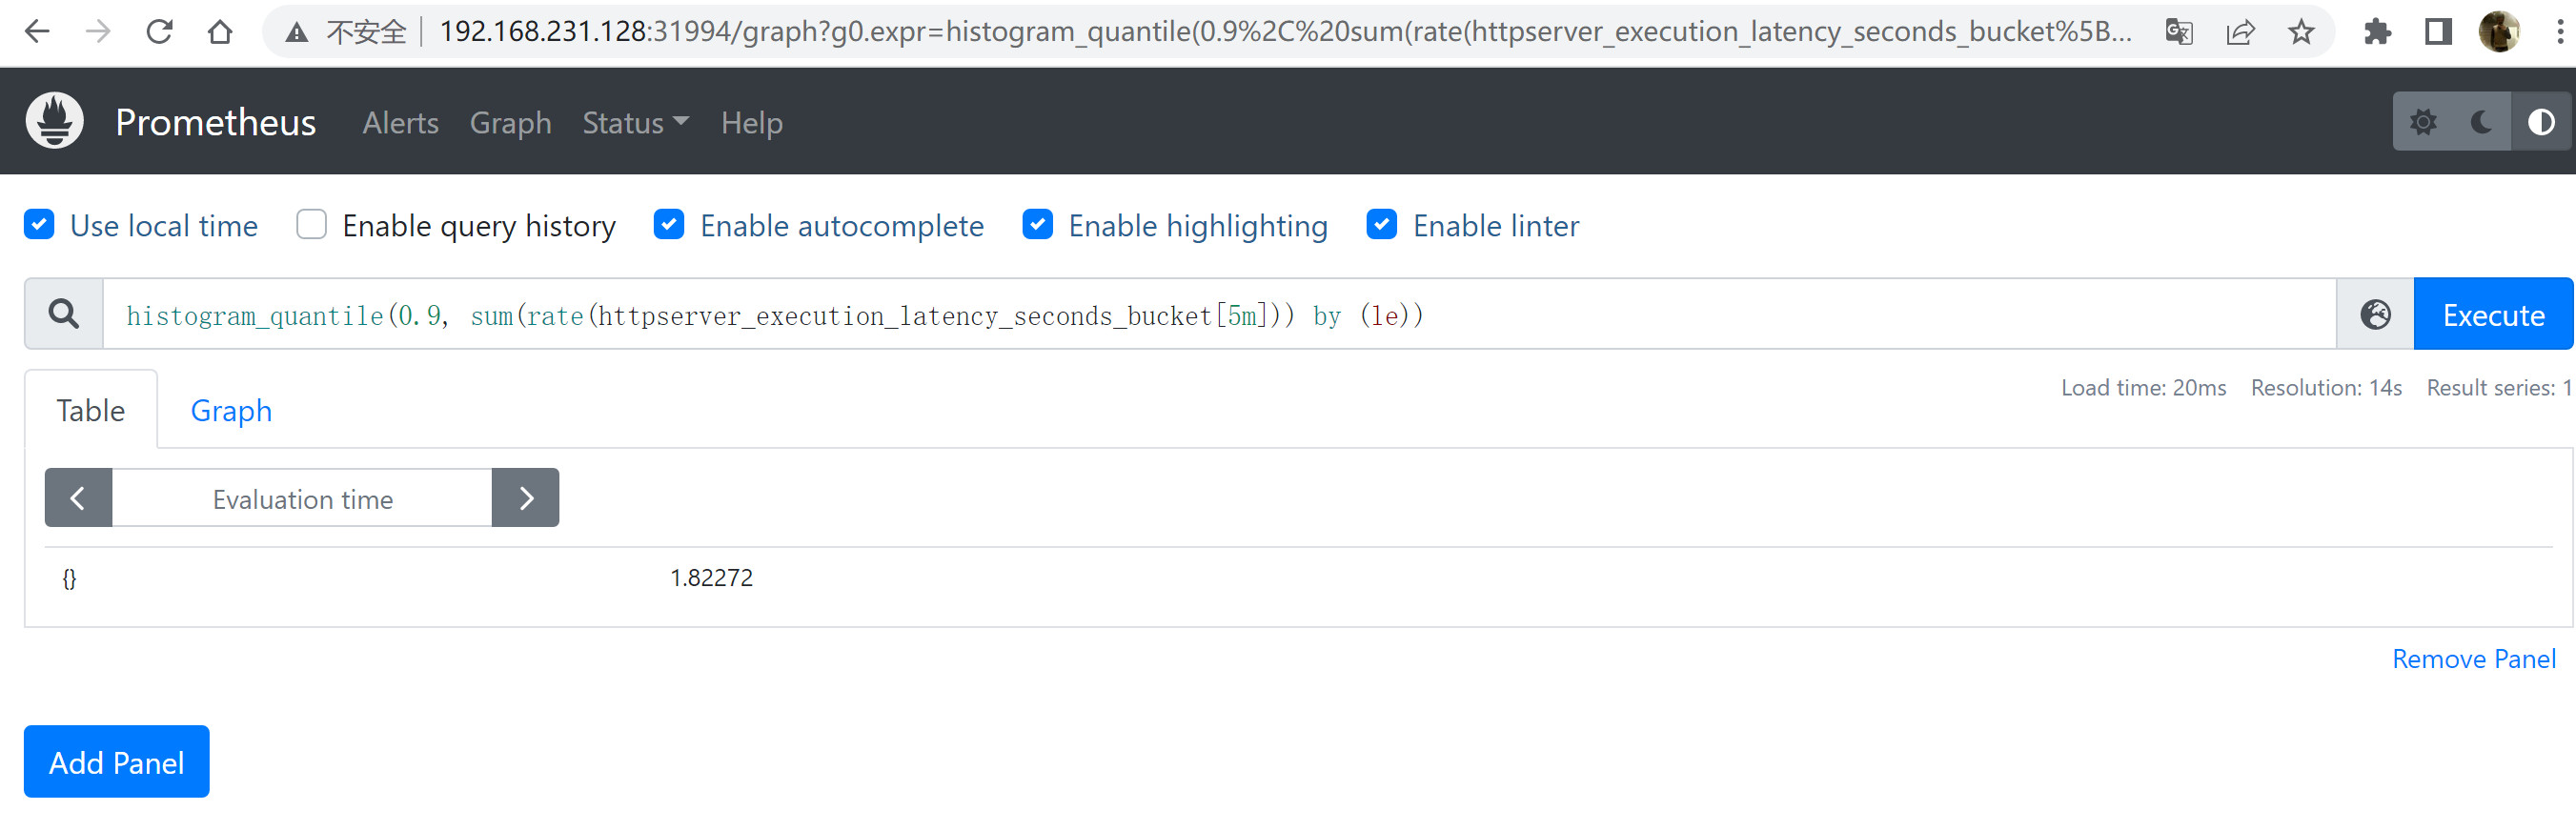 不安全 192.168.231.128:31994/graph?g0.expr=histogram_quantile(0.9%2C%20sum(rate(httpserver_execution_latency_seconds_bucket%5B...
Prometheus Alerts Graph Status Help
Use local time Enable query history Enable autocomplete Enable highlighting Enable linter
histogram_quantile(0.9, sum(rate(httpserver_execution_latency_seconds_bucket[5m])) by (le))
Execute
Table Graph
Load time: 20ms Resolution: 14s Result series: 1
Evaluation time
{} 1.82272
Remove Panel
Add Panel